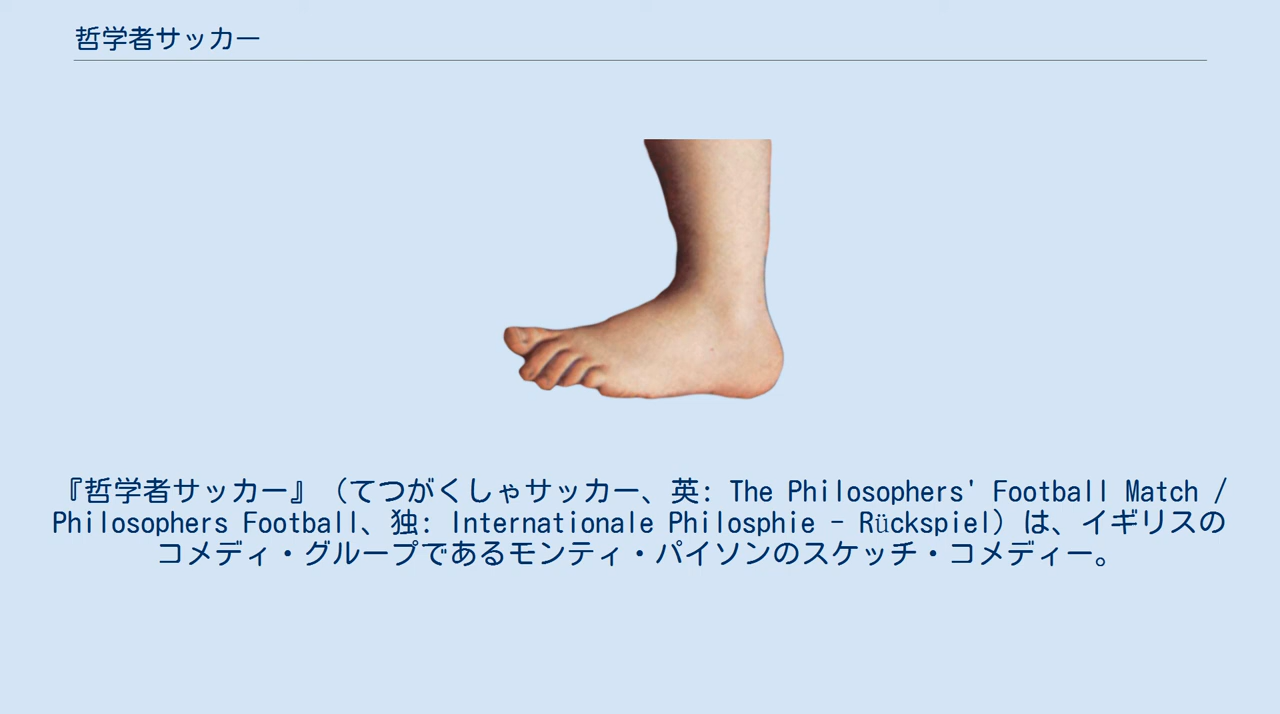 哲学者サッカー
『哲学者サッカー』（てつがくしゃサッカー、英: The Philosophers' Football Match /
Philosophers Football、独: Internationale Philosphie - Rückspiel）は、イギリスの
コメディ・グループであるモンティ・パイソンのスケッチ・コメディー。